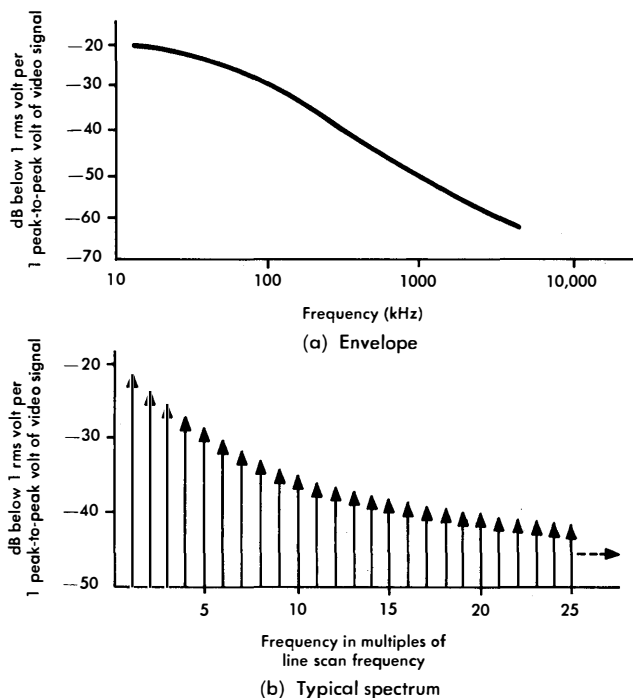 dB below 1 rms volt per
1 peak-to-peak volt of video signal
—20
—30
—40
—50
—60
—70
10
100
1000
10,000
Frequency (kHz)
(a) Envelope
dB below 1 rms volt per
1 peak-to-peak volt of video signal
—20
—30
—40
—50
5
10
15
20
25
Frequency in multiples of
line scan frequency
(b) Typical spectrum